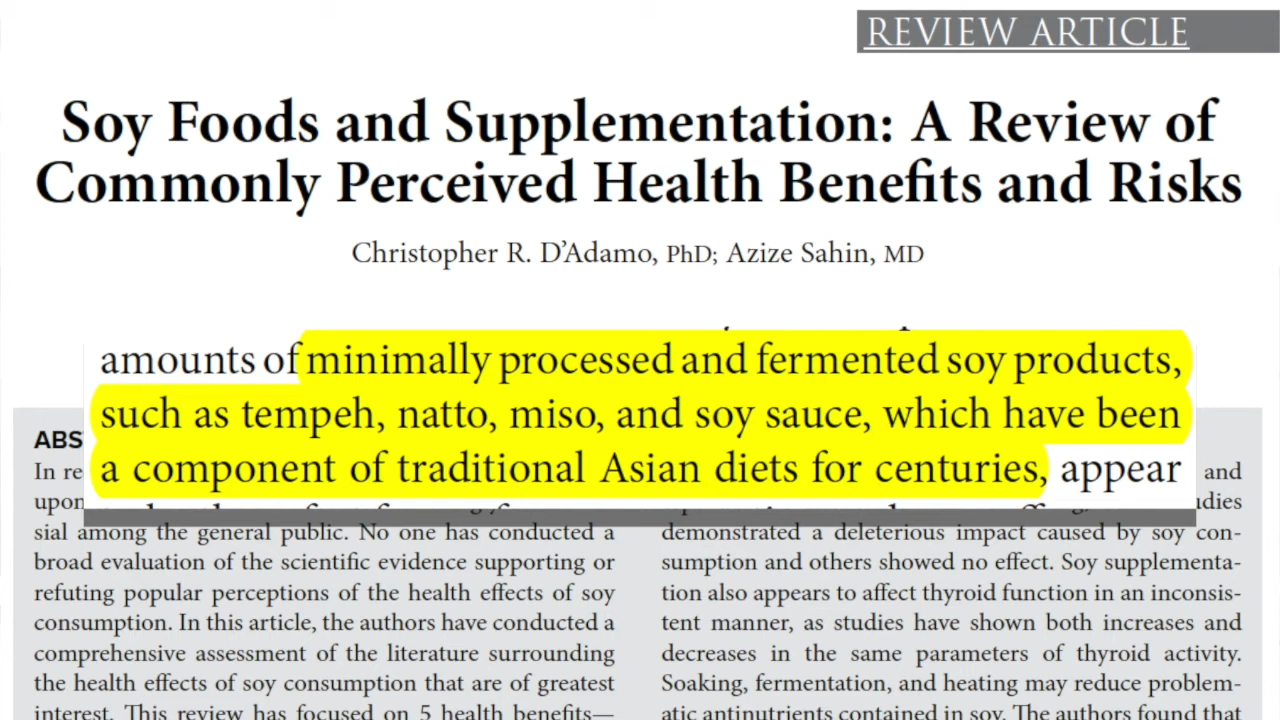 REVIEW ARTICLE
Soy Foods and Supplementation: A Review of
Commonly Perceived Health Benefits and Risks
Christopher R. D’Adamo, PhD; Azize Sahin, MD
amounts of minimally processed and fermented soy products,
such as tempeh, natto, miso, and soy sauce, which have been
a component of traditional Asian diets for centuries, appear
In re
upon
sial among the general public. No one has conducted a
broad evaluation of the scientific evidence supporting or
refuting popular perceptions of the health effects of soy
consumption. In this article, the authors have conducted a
comprehensive assessment of the literature surrounding
the health effects of soy consumption that are of greatest
interest. This review has focused on 5 health benefits—
and
demonstrated a deleterious impact caused by soy con-
sumption and others showed no effect. Soy supplementa-
tion also appears to affect thyroid function in an inconsis-
tent manner, as studies have shown both increases and
decreases in the same parameters of thyroid activity.
Soaking, fermentation, and heating may reduce problem-
atic antinutrients contained in soy. The authors found that